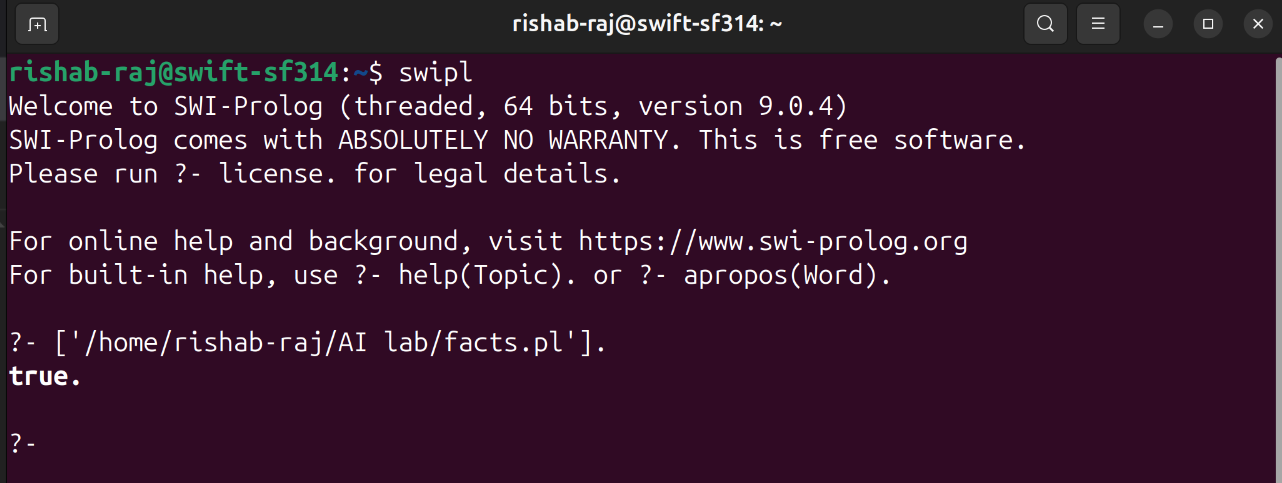 rishab-raj@swift-sf314: ~
rishab-raj@swift-sf314:~$ swipl
Welcome to SWI-Prolog (threaded, 64 bits, version 9.0.4)
SWI-Prolog comes with ABSOLUTELY NO WARRANTY. This is free software.
Please run ?- license. for legal details.
For online help and background, visit https://www.swi-prolog.org
For built-in help, use ?- help(Topic). or ?- apropos(Word).
?- ['/home/rishab-raj/AI lab/facts.pl'].
true.
?-